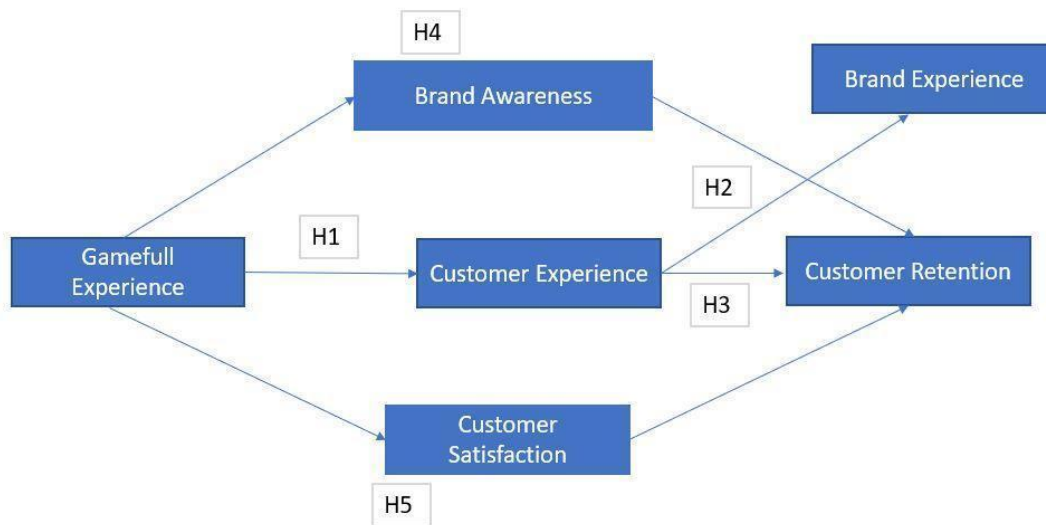 H4
Brand Awareness
Brand Experience
H2
H1
Gamefull
Experience
Customer Experience
Customer Retention
H3
Customer
Satisfaction
H5